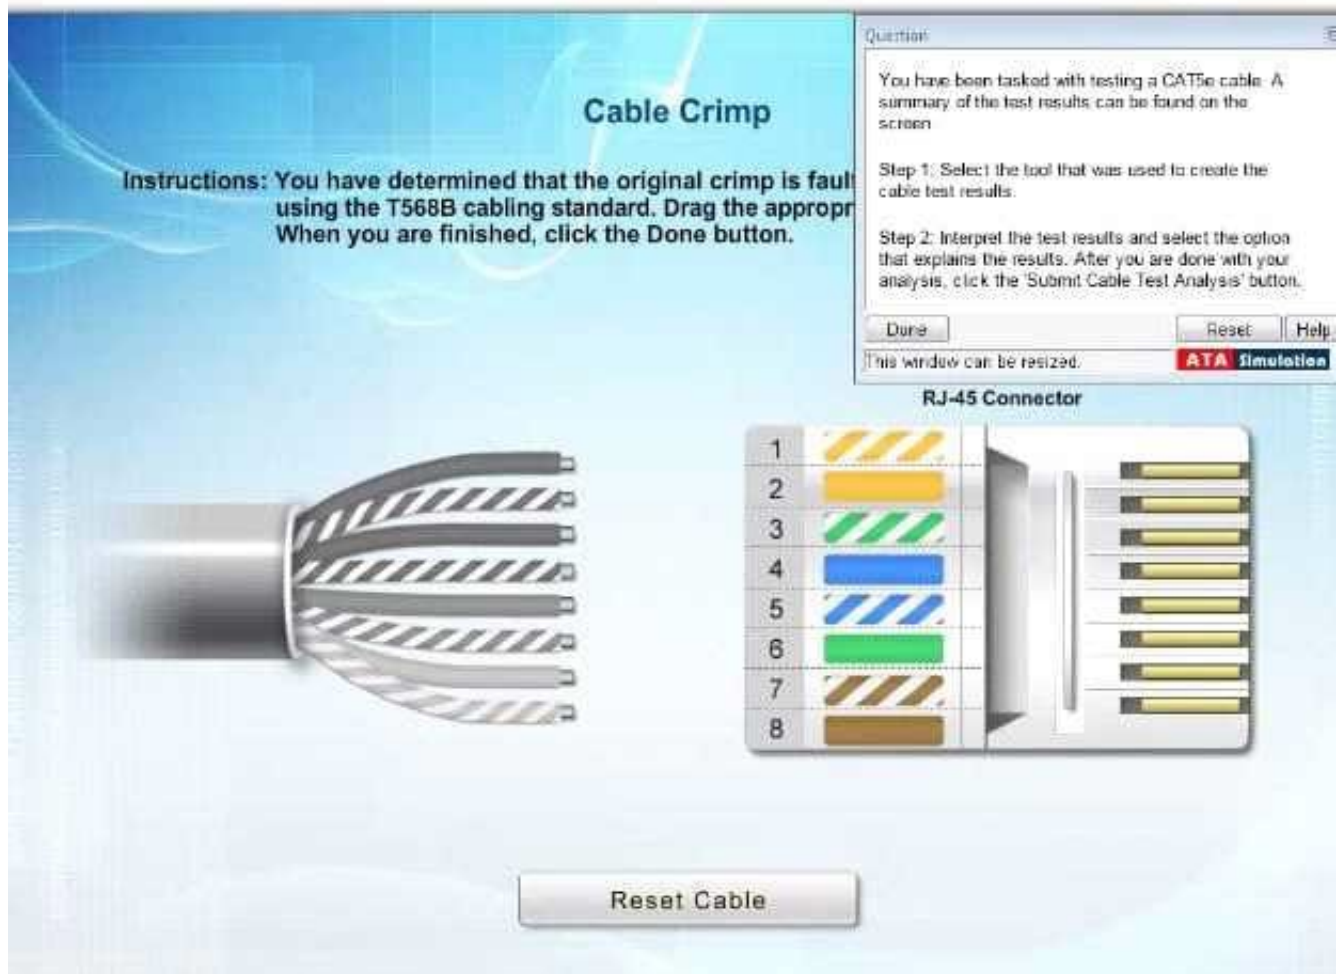 Cable Crimp
Instructions: You have determined that the original crimp is faul
using the T568B cabling standard. Drag the appropr
When you are finished, click the Done button.
Question
You have been tasked with testing a CAT5e cable. A
summary of the test results can be found on the
screen
Step 1: Select the tool that was used to create the
cable test results.
Step 2: Interpret the test results and select the option
that explains the results. After you are done with your
analysis, click the 'Submit Cable Test Analysis' button.
Done
Reset
Help
This window can be resized.
ATA Simulation
RJ-45 Connector
1
2
3
4
5
6
7
8
Reset Cable